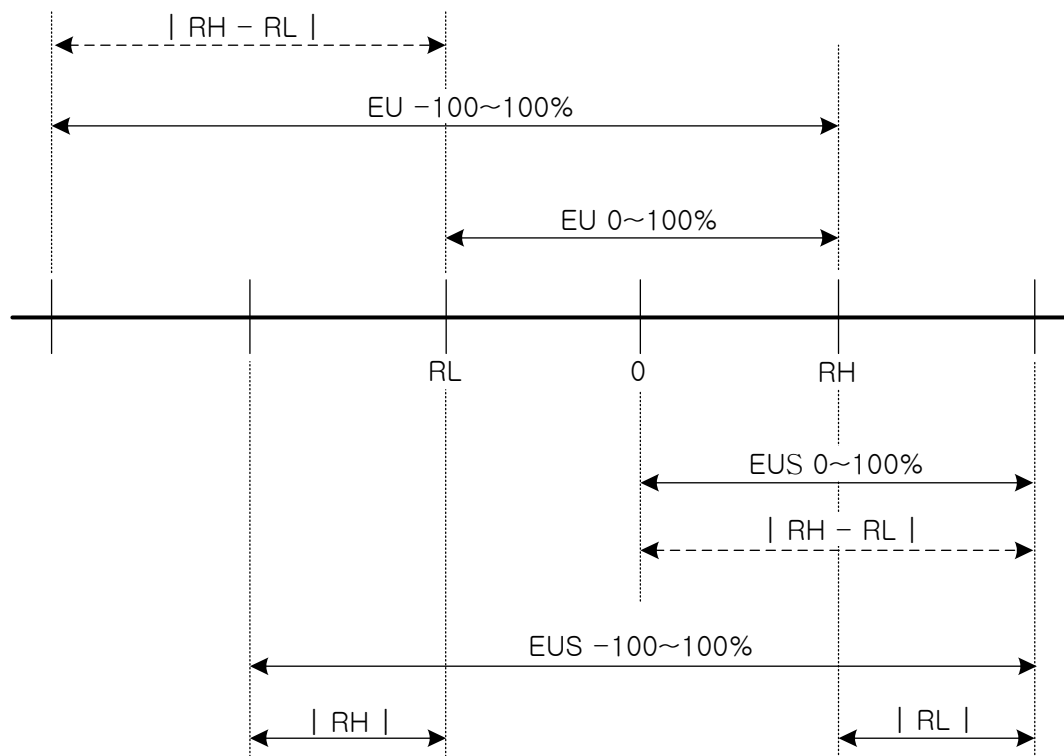 | RH - RL |
EU -100~100%
EU 0~100%
RL 0 RH
EUS 0~100%
| RH - RL |
EUS -100~100%
| RH | | RL |